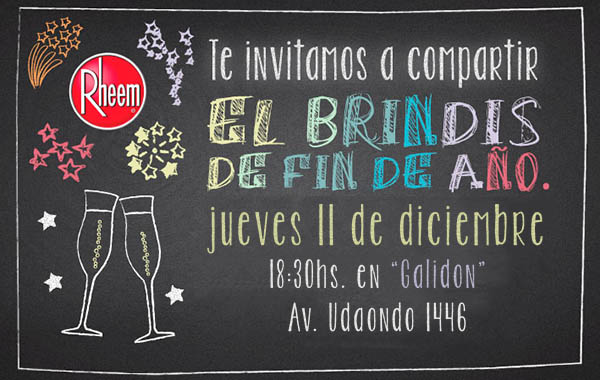 Rheem
Te invitamos a compartir
EL BRINDIS
DE FIN DE AÑO.
jueves 11 de diciembre
18:30hs. en "Galidon"
Av. Udaondo 1446